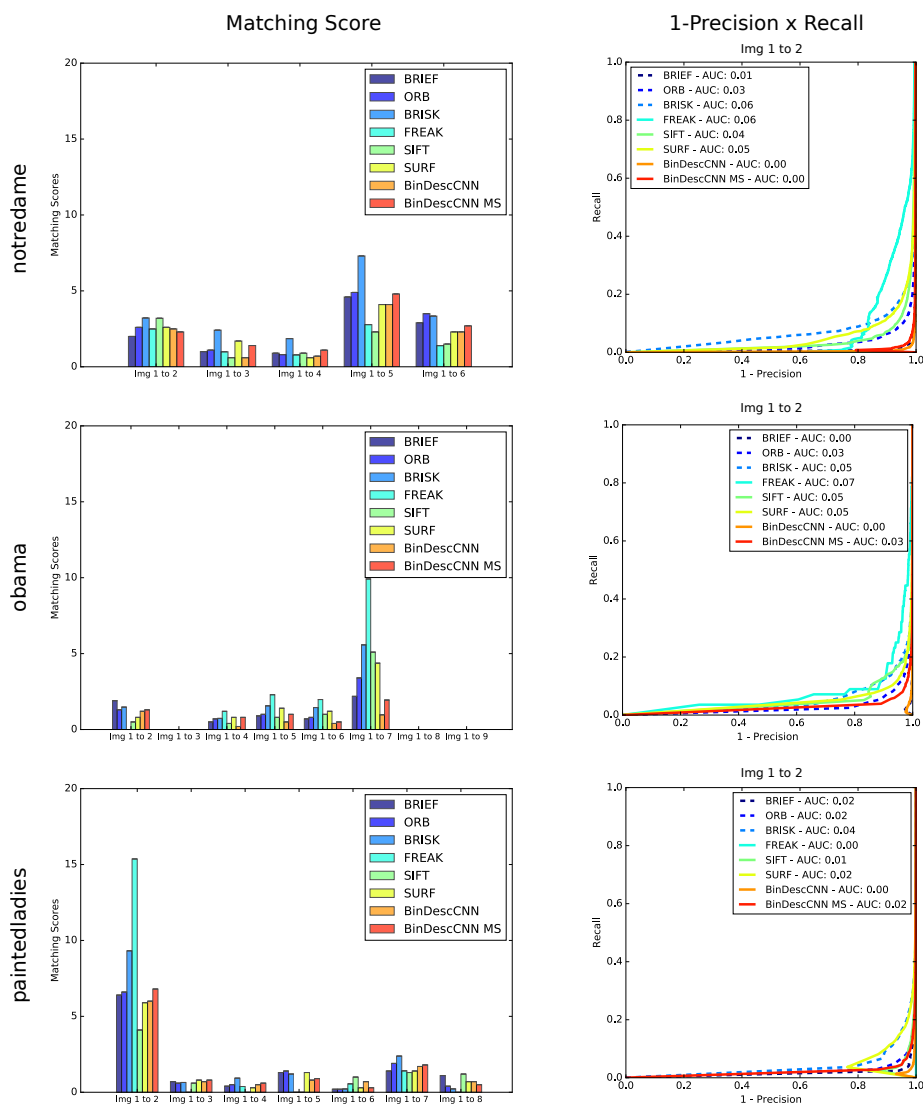 Matching Score
1-Precision x Recall
notredame
Matching Scores
20
15
10
5
0
BRIEF
ORB
BRISK
FREAK
SIFT
SURF
BinDescCNN
BinDescCNN MS
Img 1 to 2 Img 1 to 3 Img 1 to 4 Img 1 to 5 Img 1 to 6
Img 1 to 2
Recall
1.0
0.8
0.6
0.4
0.2
0.0
BRIEF - AUC: 0.01
ORB - AUC: 0.03
BRISK - AUC: 0.06
FREAK - AUC: 0.06
SIFT - AUC: 0.04
SURF - AUC: 0.05
BinDescCNN - AUC: 0.00
BinDescCNN MS - AUC: 0.00
0.0 0.2 0.4 0.6 0.8 1.0
1 - Precision
obama
Matching Scores
20
15
10
5
0
BRIEF
ORB
BRISK
FREAK
SIFT
SURF
BinDescCNN
BinDescCNN MS
Img 1 to 2 Img 1 to 3 Img 1 to 4 Img 1 to 5 Img 1 to 6 Img 1 to 7 Img 1 to 8 Img 1 to 9
Img 1 to 2
Recall
1.0
0.8
0.6
0.4
0.2
0.0
BRIEF - AUC: 0.00
ORB - AUC: 0.03
BRISK - AUC: 0.05
FREAK - AUC: 0.07
SIFT - AUC: 0.05
SURF - AUC: 0.05
BinDescCNN - AUC: 0.00
BinDescCNN MS - AUC: 0.03
0.0 0.2 0.4 0.6 0.8 1.0
1 - Precision
paintedladies
Matching Scores
20
15
10
5
0
BRIEF
ORB
BRISK
FREAK
SIFT
SURF
BinDescCNN
BinDescCNN MS
Img 1 to 2 Img 1 to 3 Img 1 to 4 Img 1 to 5 Img 1 to 6 Img 1 to 7 Img 1 to 8
Img 1 to 2
Recall
1.0
0.8
0.6
0.4
0.2
0.0
BRIEF - AUC: 0.02
ORB - AUC: 0.02
BRISK - AUC: 0.04
FREAK - AUC: 0.00
SIFT - AUC: 0.01
SURF - AUC: 0.02
BinDescCNN - AUC: 0.00
BinDescCNN MS - AUC: 0.02
0.0 0.2 0.4 0.6 0.8 1.0
1 - Precision